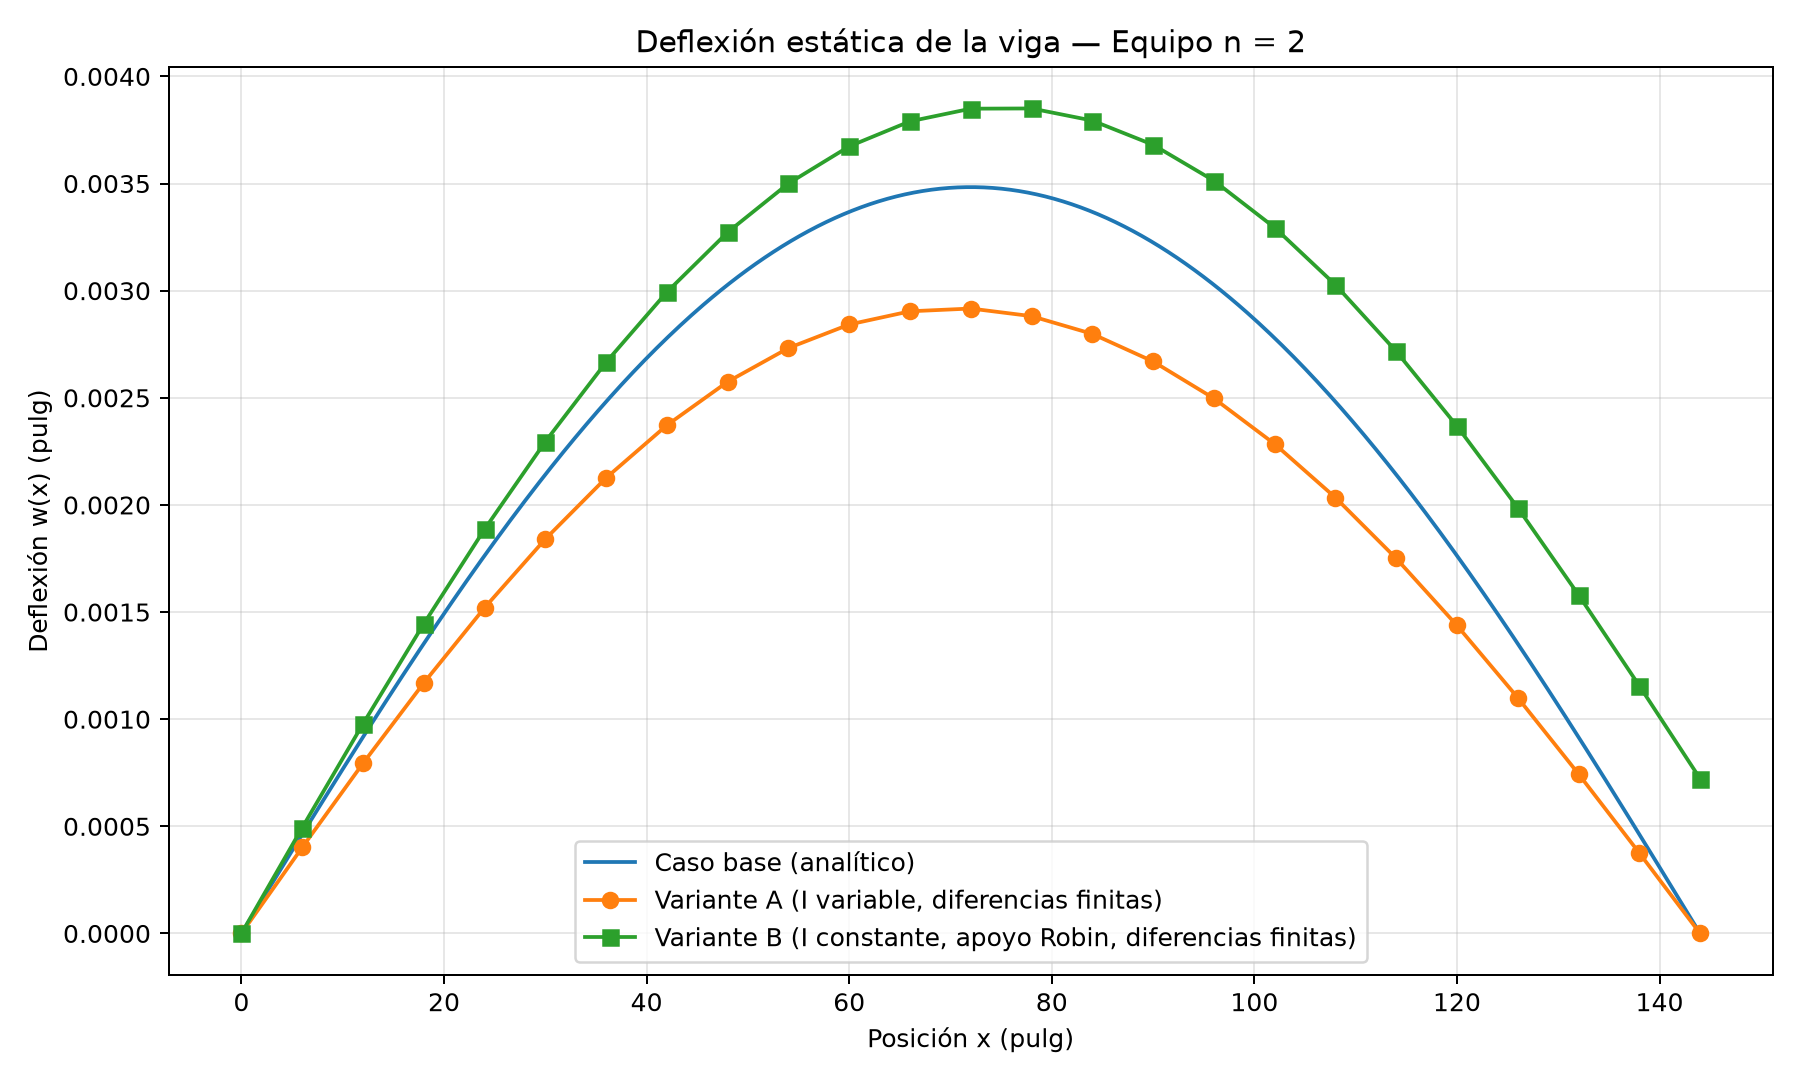 Deflexión estática de la viga — Equipo n = 2
Deflexión w(x) (pulg)
0.0040
0.0035
0.0030
0.0025
0.0020
0.0015
0.0010
0.0005
0.0000
Caso base (analítico)
Variante A (I variable, diferencias finitas)
Variante B (I constante, apoyo Robin, diferencias finitas)
0 20 40 60 80 100 120 140
Posición x (pulg)